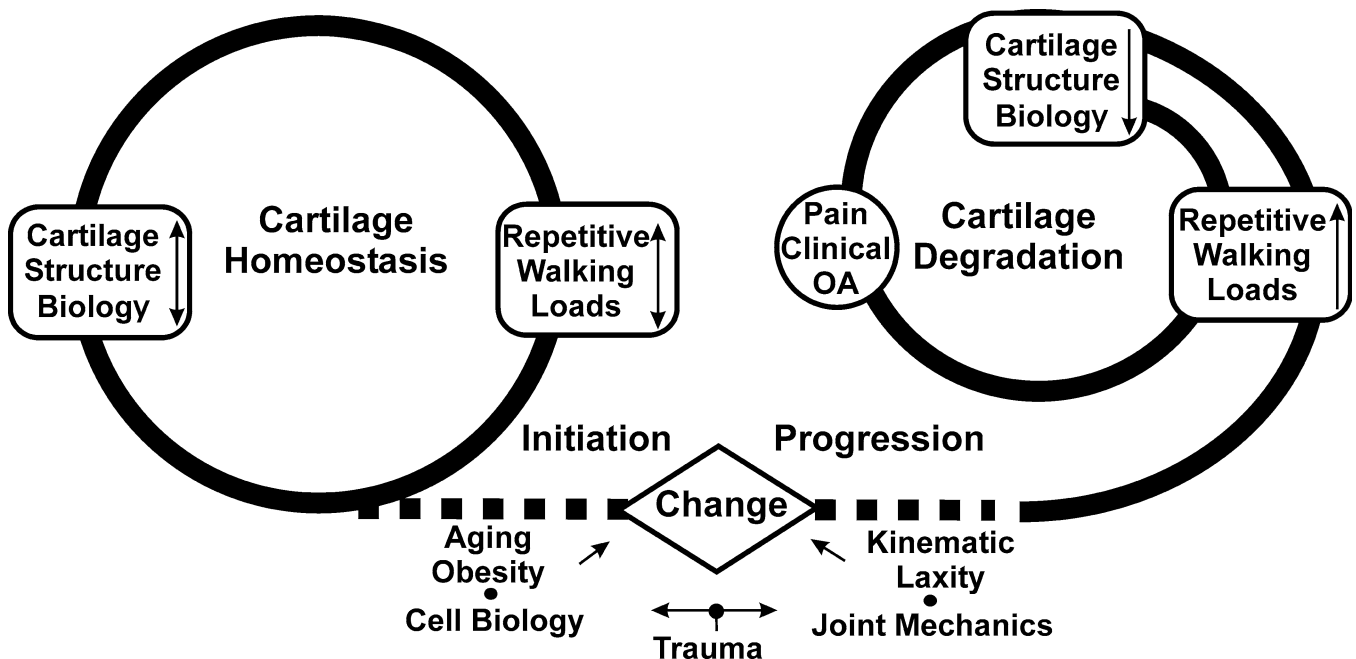 Cartilage
Structure
Biology
Cartilage
Homeostasis
Repetitive
Walking
Loads
Cartilage
Structure
Biology
Pain
Clinical
OA
Cartilage
Degradation
Repetitive
Walking
Loads
Initiation
Progression
Change
Aging
Obesity
Cell Biology
Trauma
Kinematic
Laxity
Joint Mechanics